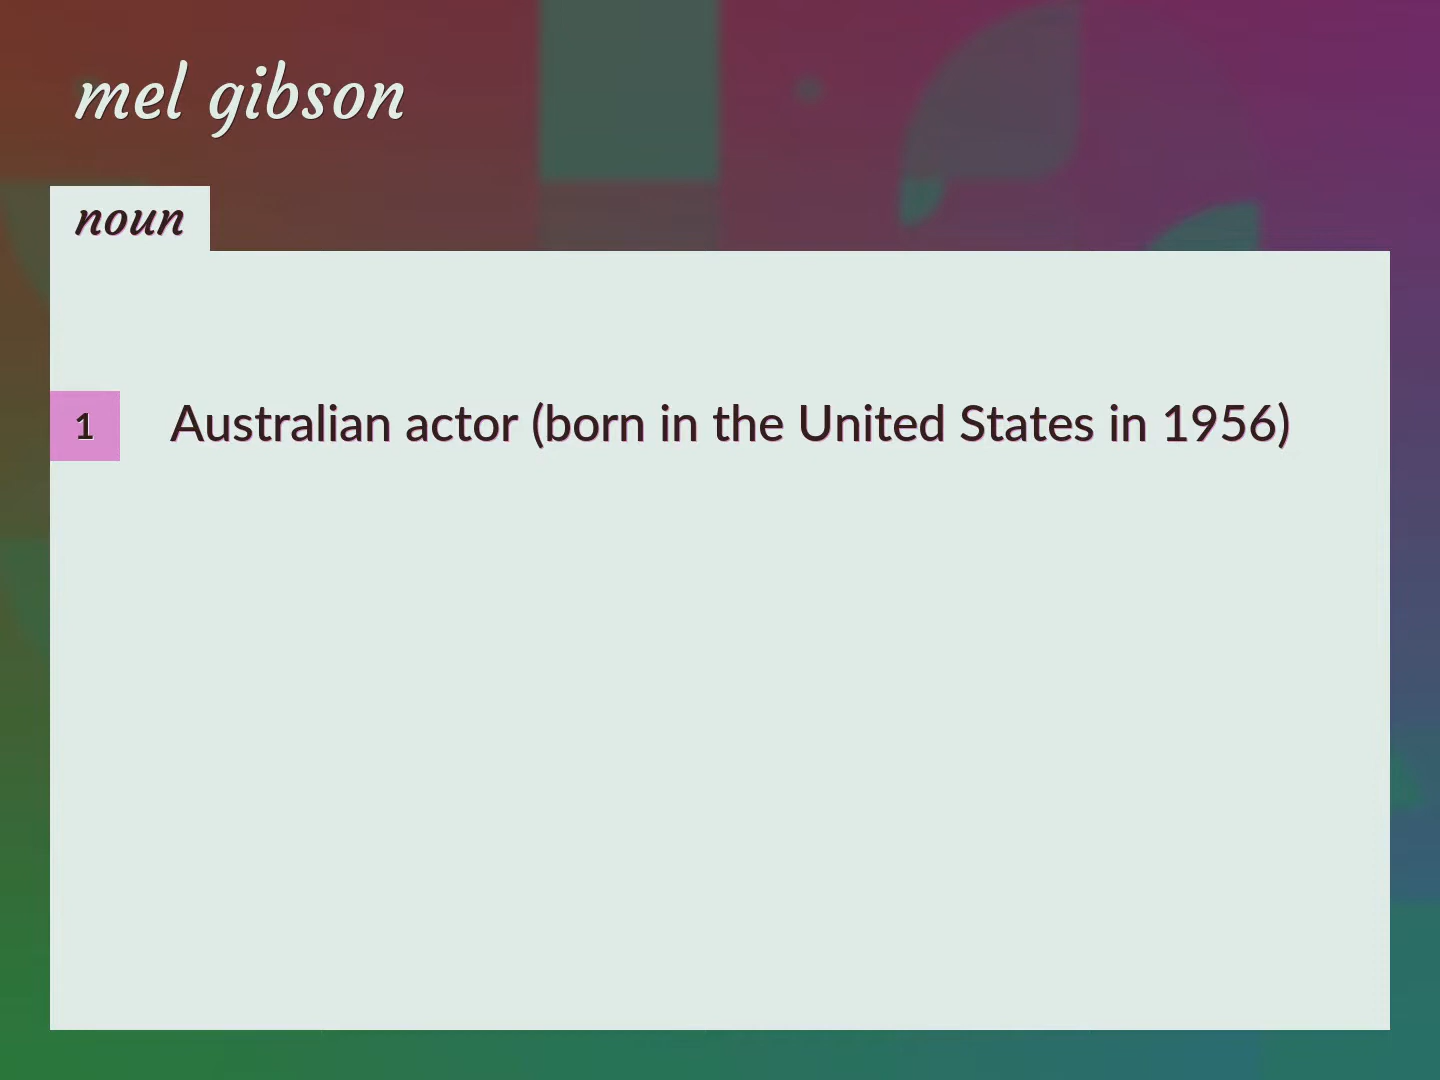 mel gibson
noun
1 Australian actor (born in the United States in 1956)